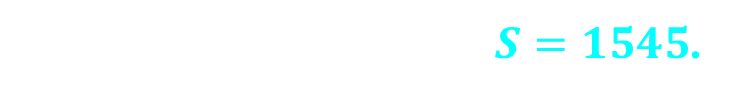 S = 1545.